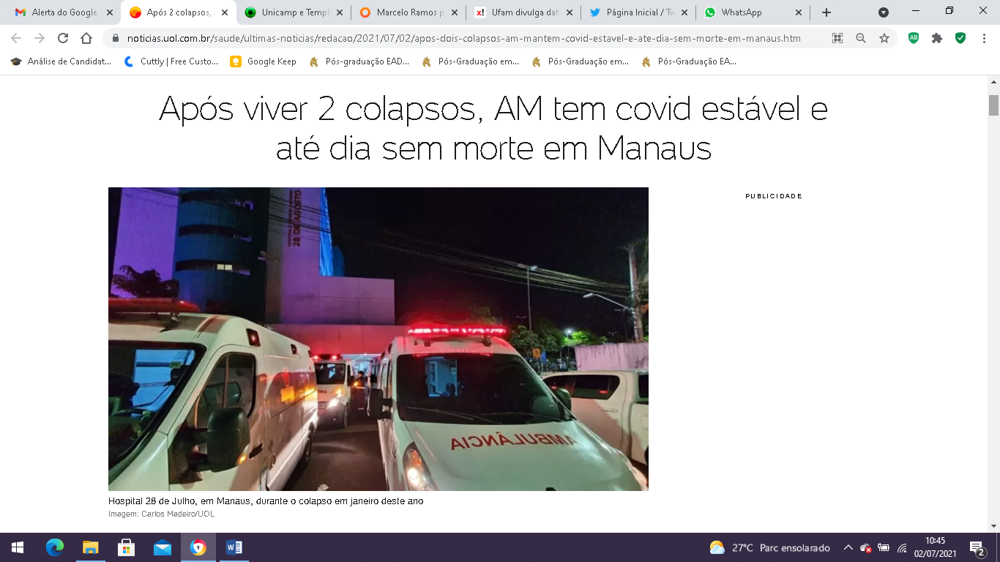 Alerta do Google
Após 2 colapsos, A
Unicamp e Templ
Marcelo Ramos p
Ufam divulga dat
Página Inicial / Tw
WhatsApp
noticias.uol.com.br/saude/ultimas-noticias/redacao/2021/07/02/apos-dois-colapsos-am-mantem-covid-estavel-e-ate-dia-sem-morte-em-manaus.htm
Análise de Candidat...
Cuttly | Free Custo...
Google Keep
Pós-graduação EAD...
Pós-Graduação em...
Pós-Graduação em...
Pós-Graduação EA...
Após viver 2 colapsos, AM tem covid estável e
até dia sem morte em Manaus
PUBLICIDADE
28 DE AGOSTO
AMBULÂNCIA
Hospital 28 de Julho, em Manaus, durante o colapso em janeiro deste ano
Imagem: Carlos Madeiro/UOL
27°C Parc ensolarado
10:45
02/07/2021
2